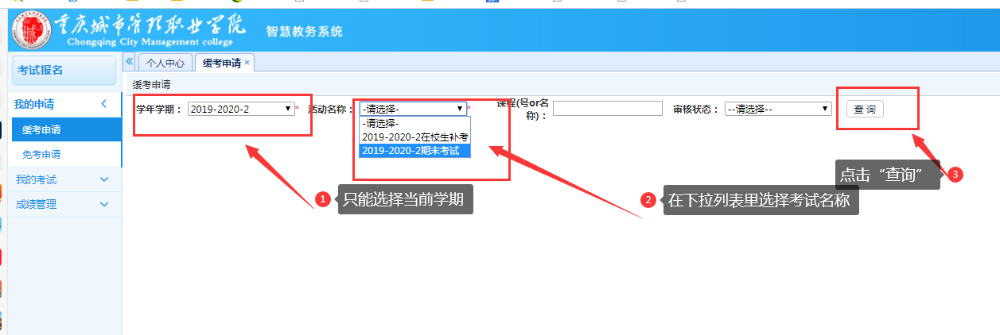 重庆城市管理职业学院
Chongqing City Management college
智慧教务系统
考试报名
个人中心
缓考申请 ×
缓考申请
我的申请
缓考申请
免考申请
我的考试
成绩管理
学年学期： 2019-2020-2 * 活动名称： -请选择- * 课程(号or名称)： 审核状态： --请选择-- 查 询
-请选择-
2019-2020-2在校生补考
2019-2020-2期末考试
1 只能选择当前学期
2 在下拉列表里选择考试名称
点击“查询” 3